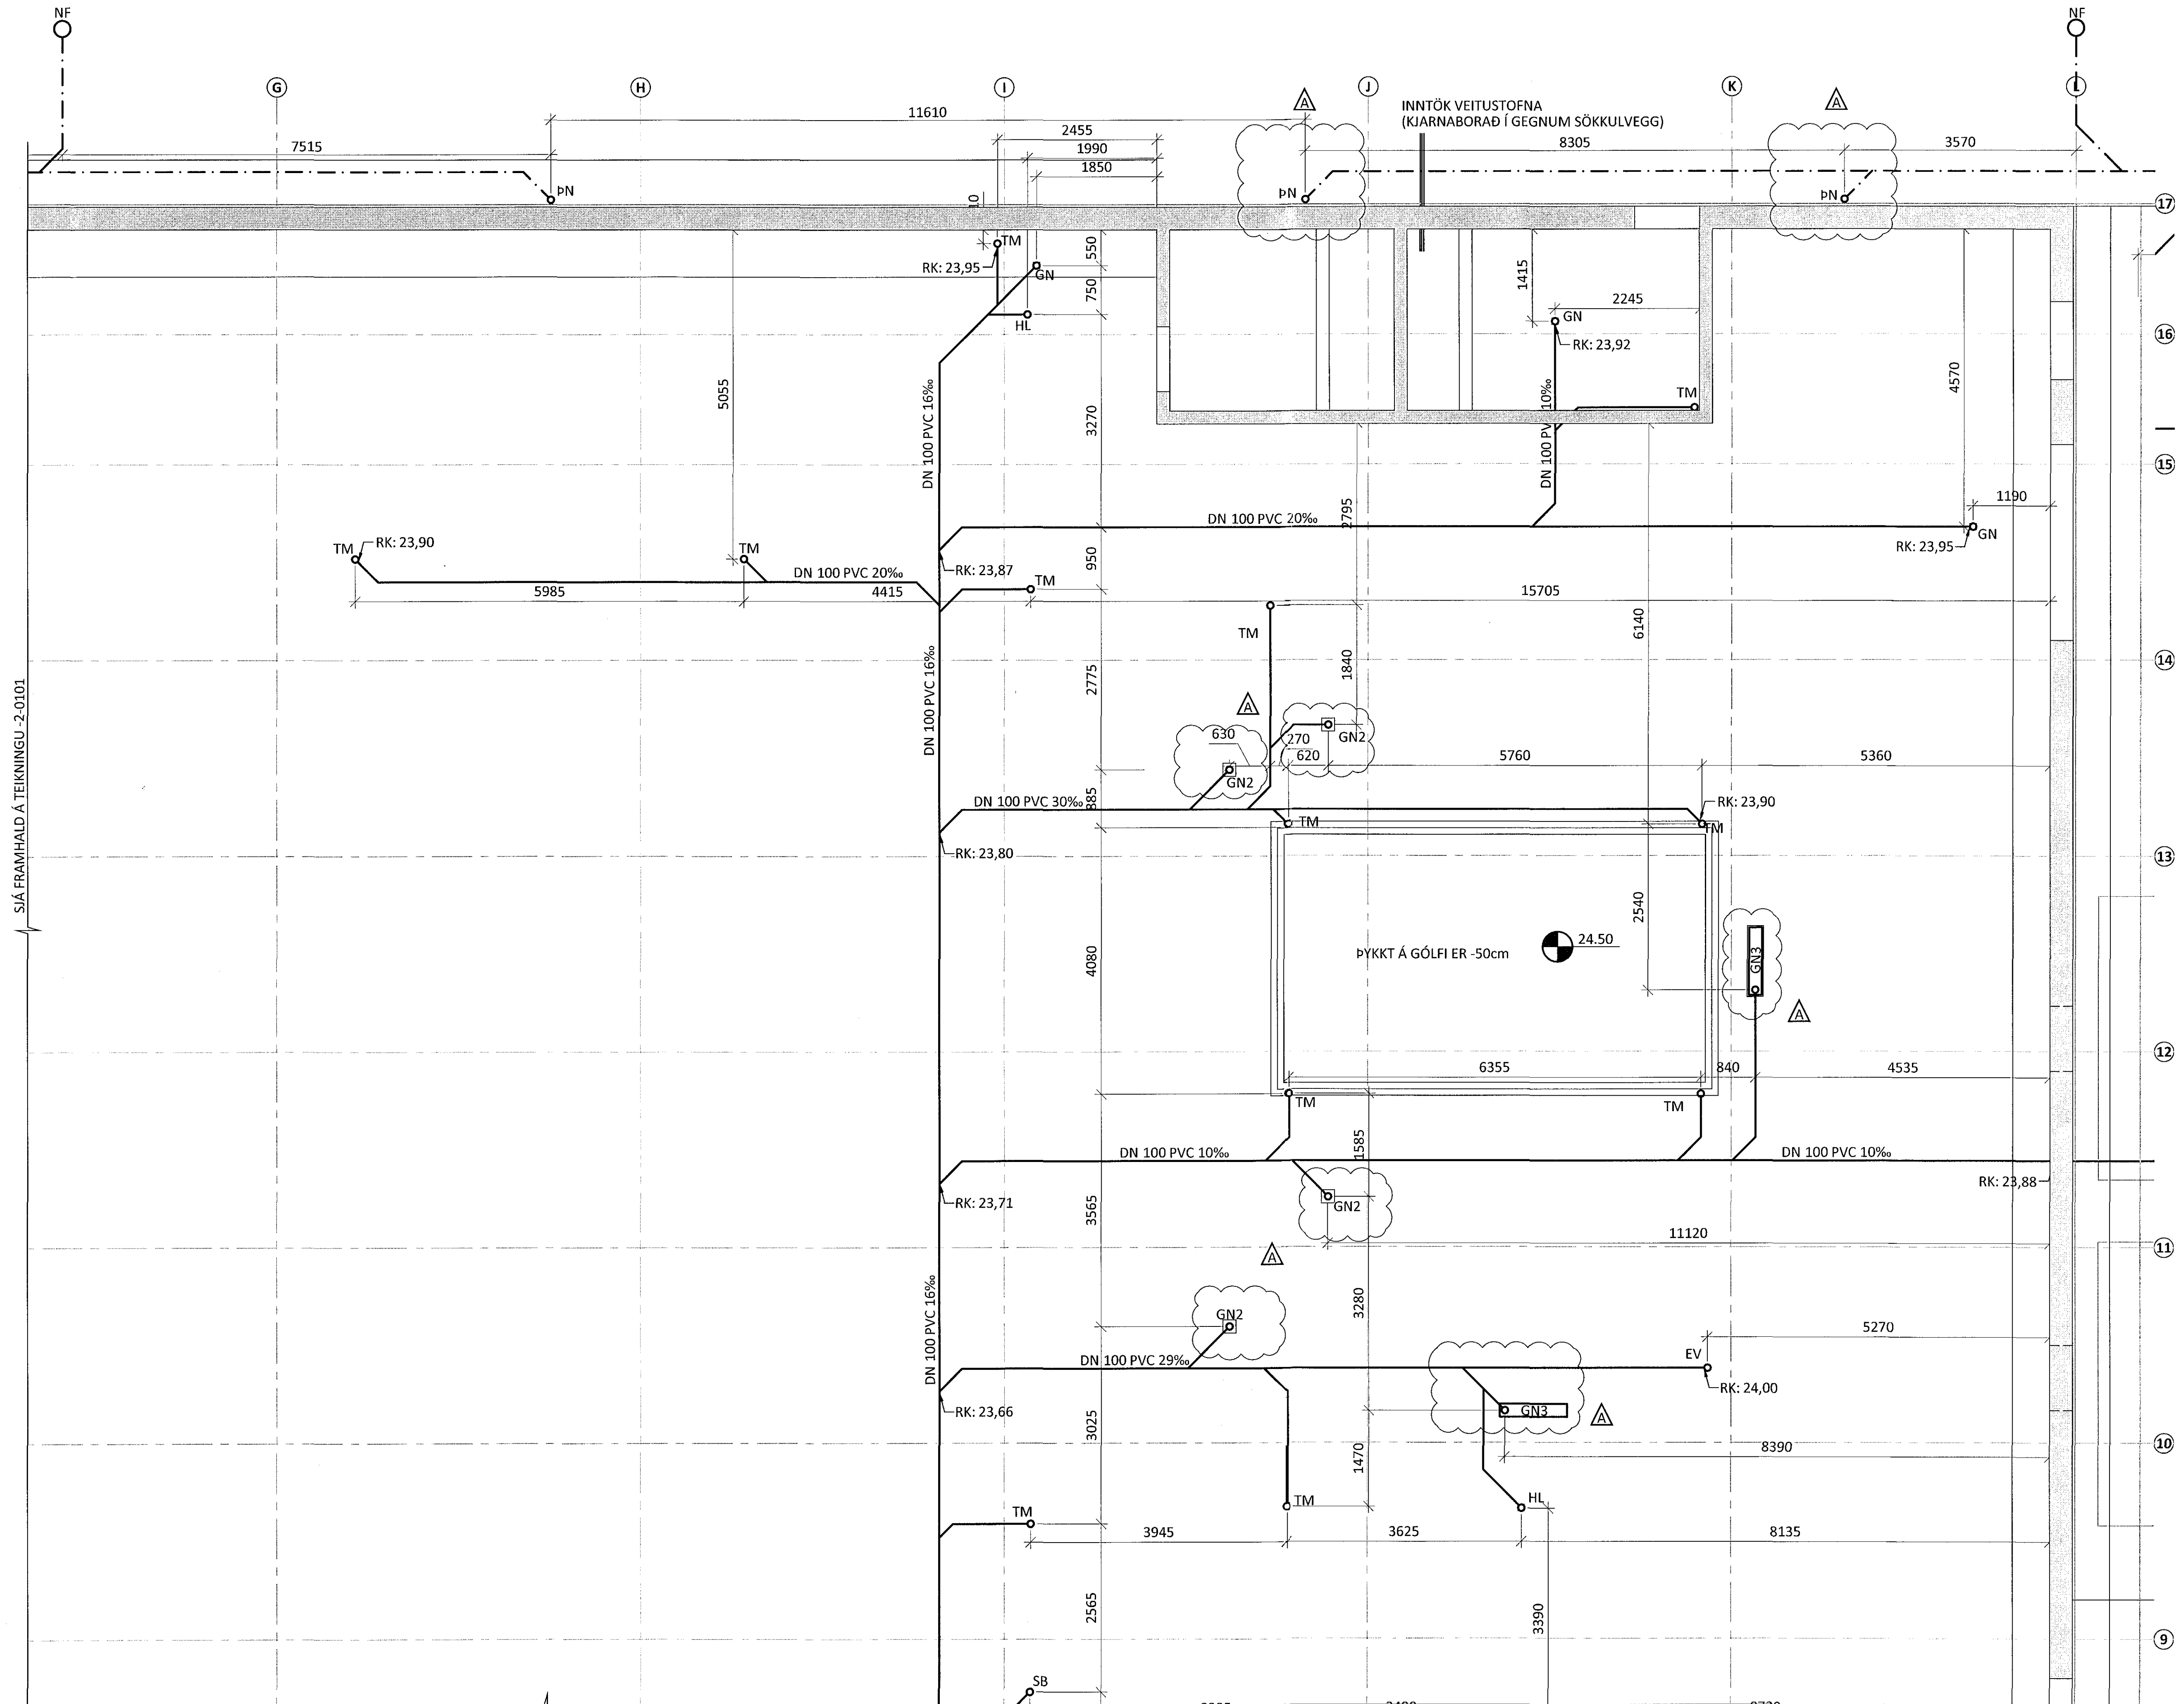 NF
NF
G
H
I
J
K
L
A
A
INNTÖK VEITUSTOFNA
(KJARNABORAÐ Í GEGNUM SÖKKULVEGG)
11610
2455
7515
1990
8305
3570
1850
ÞN
ÞN
ÞN
17
10
TM
550
RK: 23,95
GN
750
1415
2245
HL
GN
16
RK: 23,92
5055
DN 100 PVC 16‰
3270
DN 100 PV 10‰
TM
4570
15
2795
1190
DN 100 PVC 20‰
GN
RK: 23,95
TM
RK: 23,90
TM
950
DN 100 PVC 20‰
RK: 23,87
TM
5985
4415
15705
TM
6140
DN 100 PVC 16‰
2775
1840
14
SJÁ FRAMHALD Á TEIKNINGU -2-0101
A
630
270
GN2
620
5760
5360
GN2
DN 100 PVC 30‰
885
RK: 23,90
TM
TM
RK: 23,80
13
2540
4080
ÞYKKT Á GÓLFI ER -50cm
24.50
GN3
A
12
6355
840
4535
TM
TM
1585
DN 100 PVC 10‰
DN 100 PVC 10‰
RK: 23,71
RK: 23,88
3565
GN2
11120
A
11
DN 100 PVC 16‰
3280
GN2
5270
DN 100 PVC 29‰
EV
RK: 24,00
RK: 23,66
GN3
A
3025
10
1470
8390
TM
TM
HL
3945
3625
8135
2565
3390
9
SB